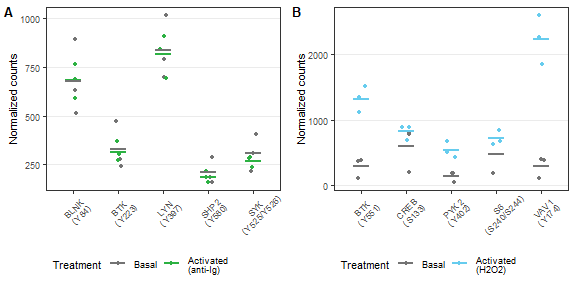 A
Normalized counts
1000
750
500
250
BLNK
(Y84)
BTK
(Y223)
LYN
(Y397)
SHP2
(Y580)
SYK
(Y525/Y526)
Treatment
Basal
Activated
(anti-Ig)
B
Normalized counts
2000
1000
0
BTK
(Y551)
CREB
(S133)
PYK2
(Y402)
S6
(S240/S244)
VAV1
(Y174)
Treatment
Basal
Activated
(H2O2)